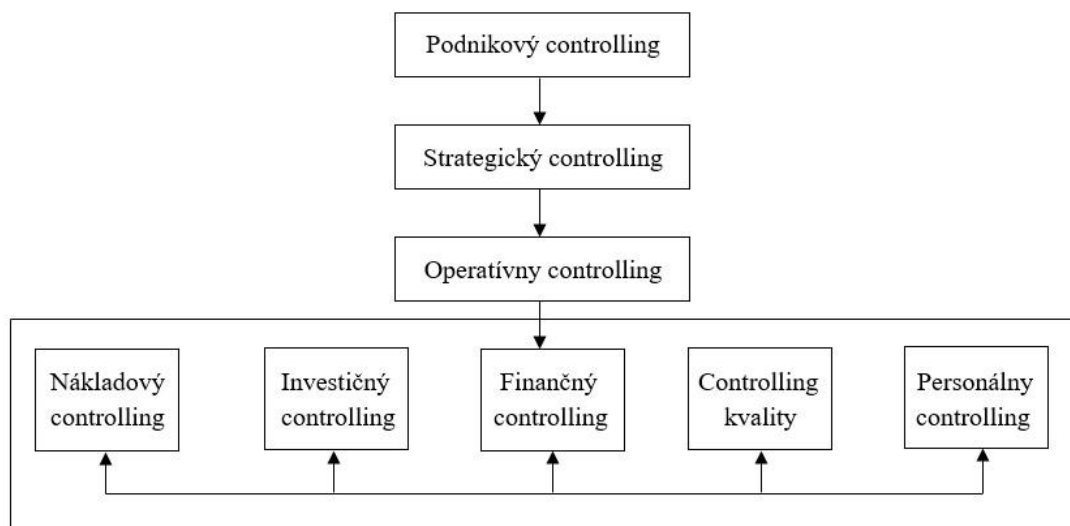 Podnikový controlling
Strategický controlling
Operatívny controlling
Nákladový
controlling
Investičný
controlling
Finančný
controlling
Controlling
kvality
Personálny
controlling